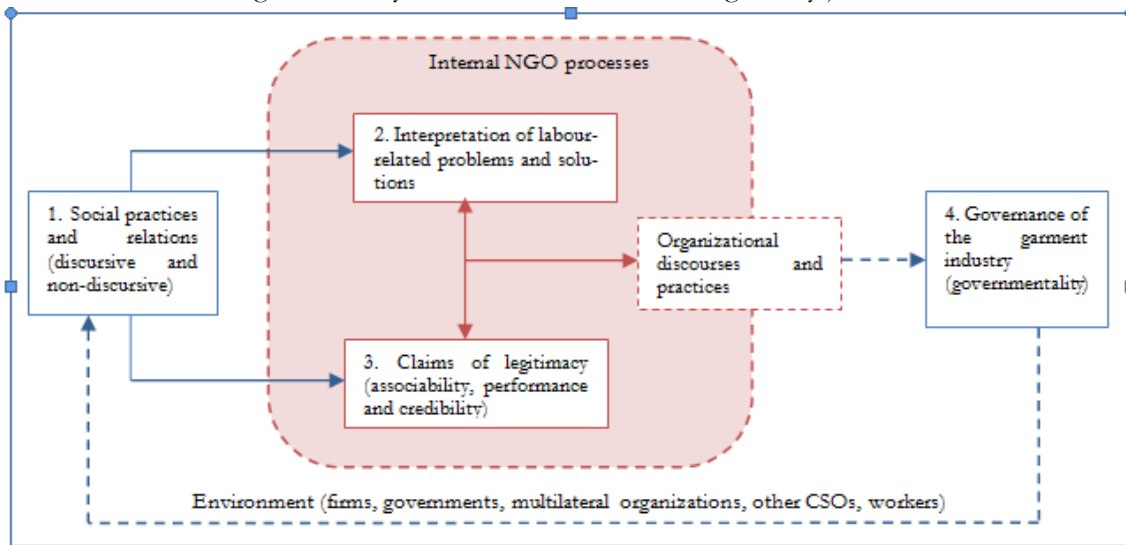 Internal NGO processes
2. Interpretation of labour-
related problems and solu-
tions
1. Social practices
and relations
(discursive and
non-discursive)
Organizational
discourses and
practices
4. Governance of
the garment
industry
(governmentality)
3. Claims of legitimacy
(associability, performance
and credibility)
Environment (firms, governments, multilateral organizations, other CSOs, workers)